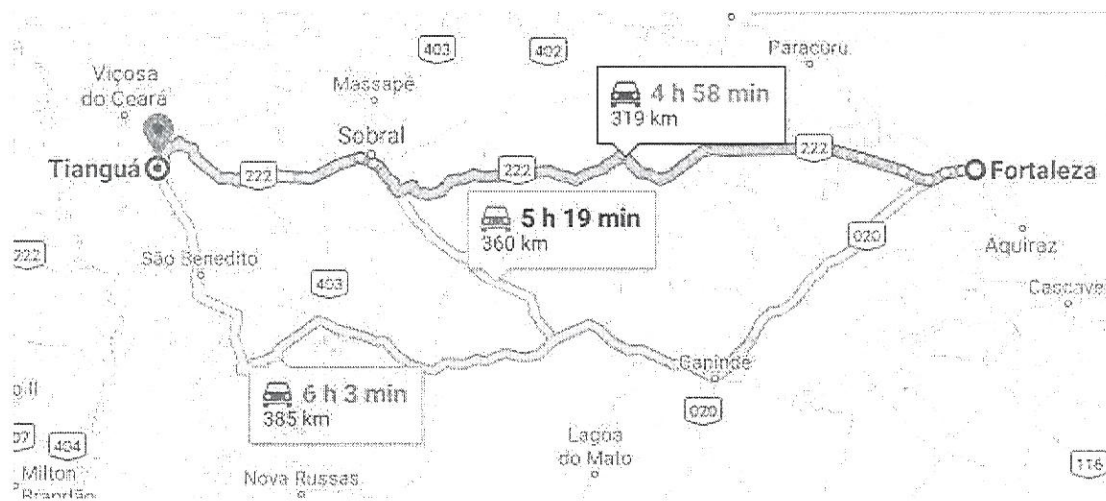 403
402
Paracuru
Viçosa
do Ceará
Massapê
4 h 58 min
319 km
Sobral
Tianguá
222
222
222
Fortaleza
5 h 19 min
360 km
020
Aquiraz
222
São Benedito
403
Cascave
Canindé
6 h 3 min
385 km
020
404
Lagoa
do Mato
116
Milton
Brandão
Nova Russas